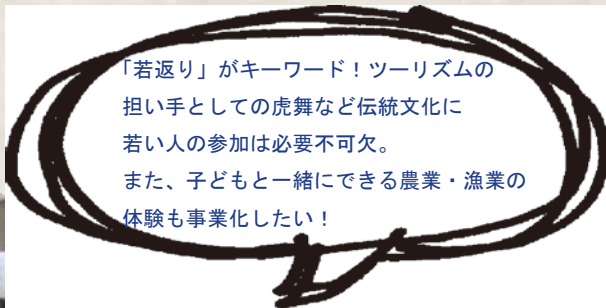 「若返り」がキーワード！ツーリズムの
担い手としての虎舞など伝統文化に
若い人の参加は必要不可欠。
また、子どもと一緒にできる農業・漁業の
体験も事業化したい！